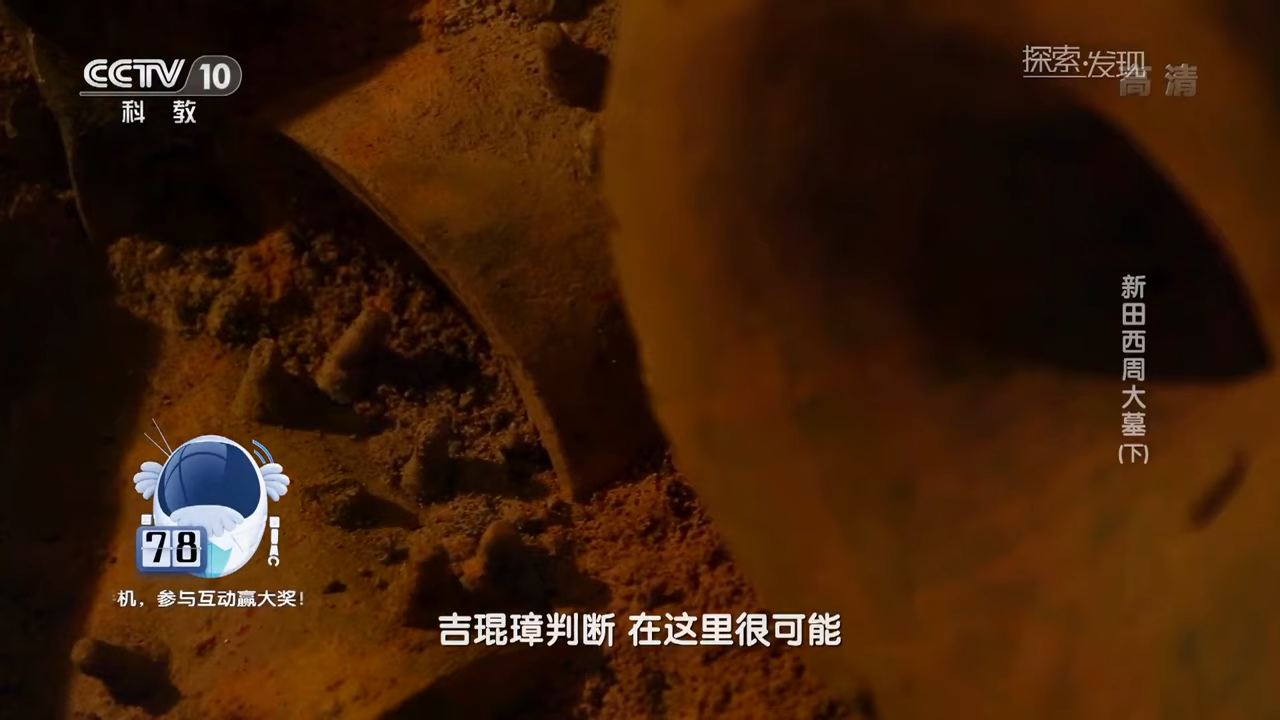 CCTV 10
科教
探索·发现
高清
新田西周大墓(下)
78
机，参与互动赢大奖！
吉琨璋判断 在这里很可能